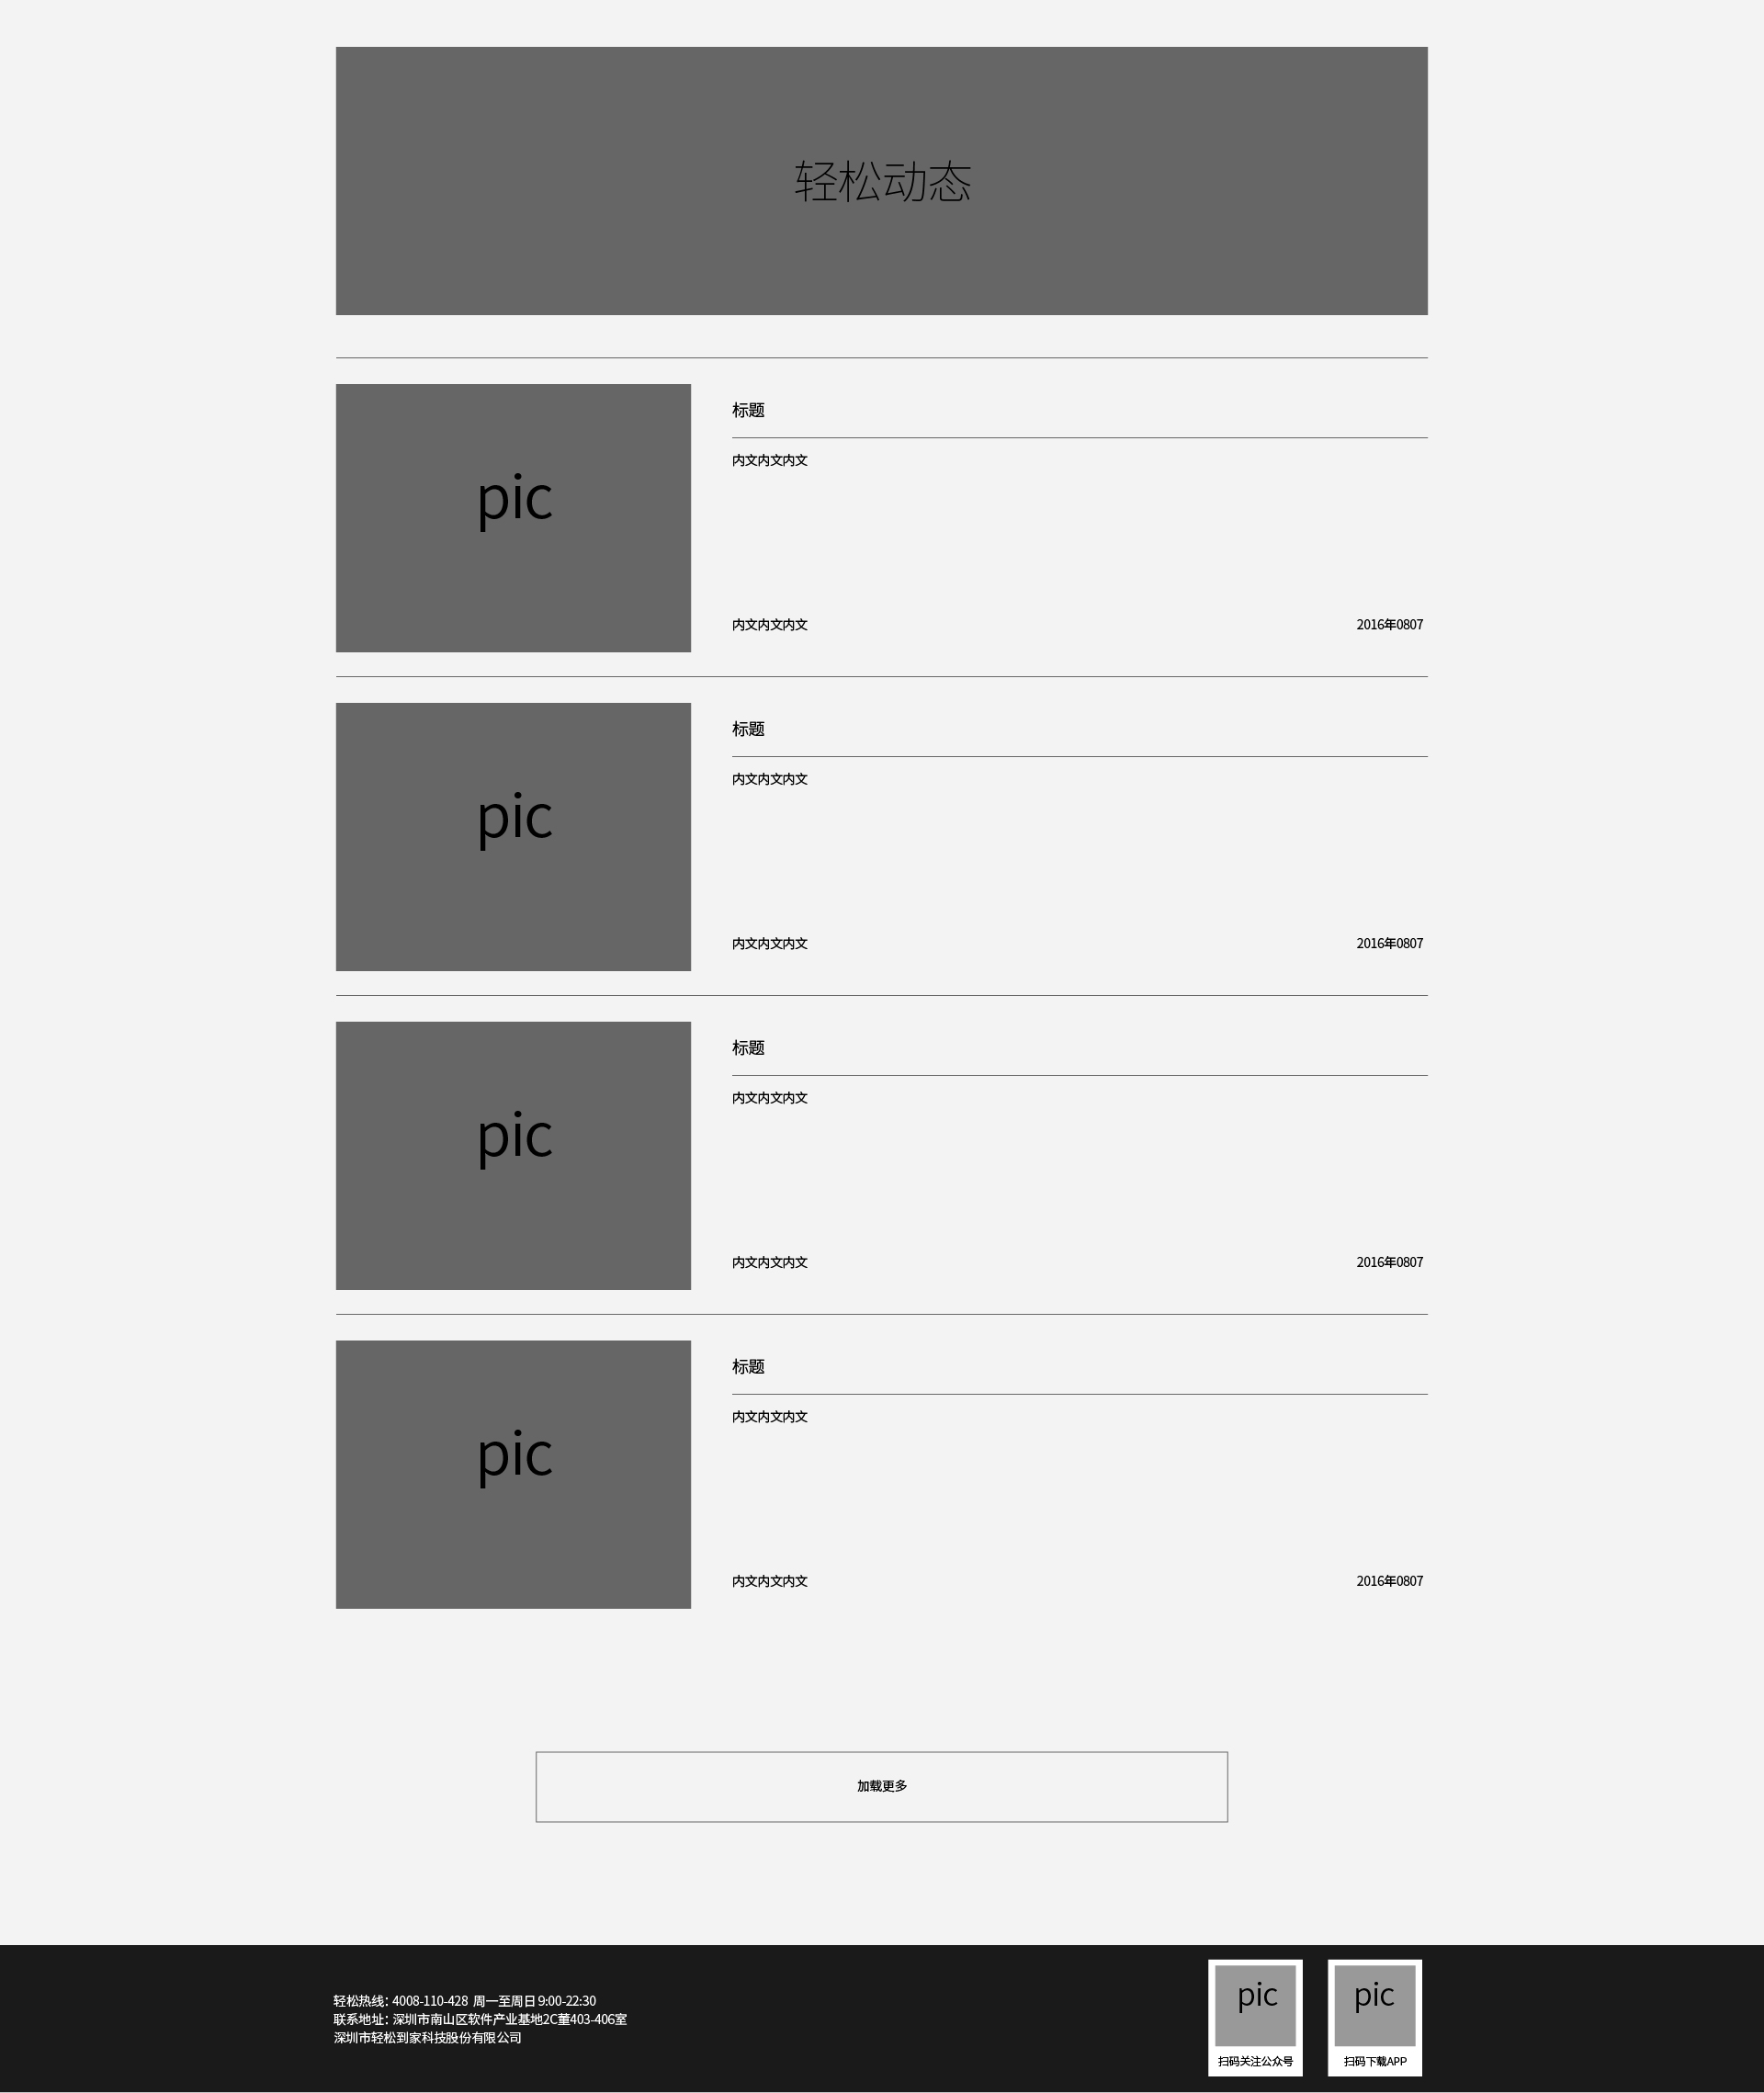 轻松动态
pic
标题
内文内文内文
内文内文内文 2016年0807
pic
标题
内文内文内文
内文内文内文 2016年0807
pic
标题
内文内文内文
内文内文内文 2016年0807
pic
标题
内文内文内文
内文内文内文 2016年0807
加载更多
轻松热线：4008-110-428 周一至周日 9:00-22:30
联系地址：深圳市南山区软件产业基地2C董403-406室
深圳市轻松到家科技股份有限公司
pic
扫码关注公众号
pic
扫码下载APP